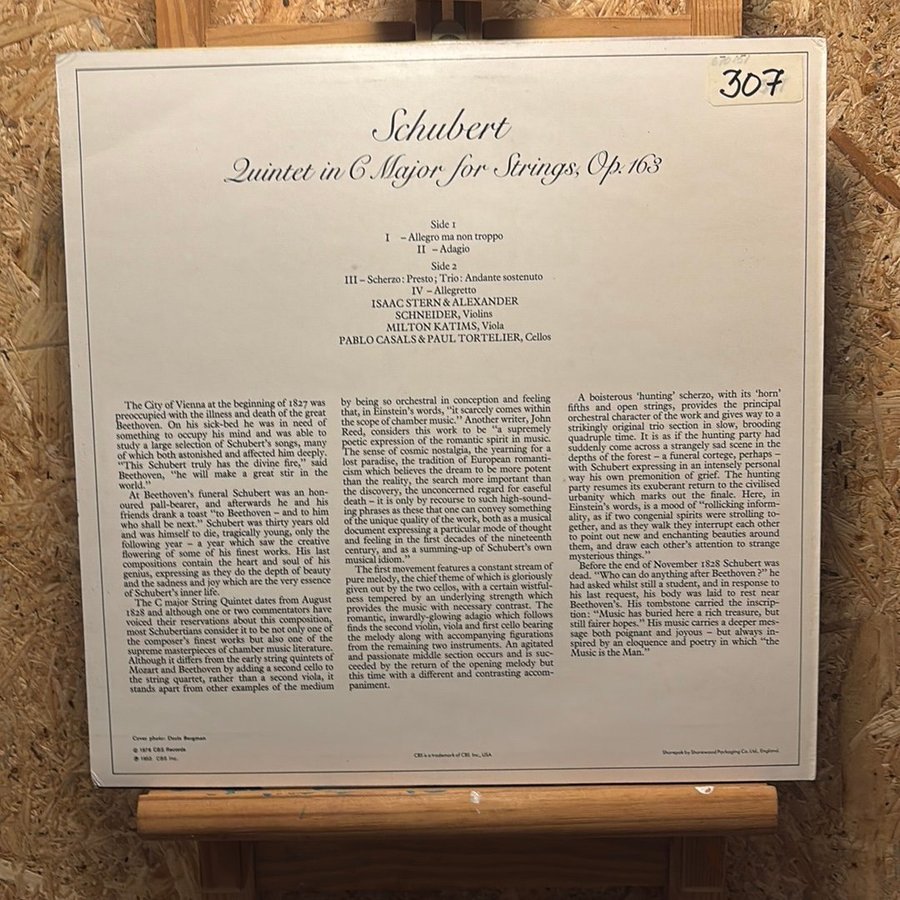 307
Schubert
Quintet in C Major for Strings, Op. 163
Side 1
I – Allegro ma non troppo
II – Adagio
Side 2
III – Scherzo: Presto; Trio: Andante sostenuto
IV – Allegretto
ISAAC STERN & ALEXANDER
SCHNEIDER, Violins
MILTON KATIMS, Viola
PABLO CASALS & PAUL TORTELIER, Cellos
The City of Vienna at the beginning of 1827 was
preoccupied with the illness and death of the great
Beethoven. On his sick-bed he was in need of
something to occupy his mind and was able to
study a large selection of Schubert's songs, many
of which both astonished and affected him deeply.
"This Schubert truly has the divine fire," said
Beethoven, "he will make a great stir in the
world."
At Beethoven's funeral Schubert was an hon-
oured pall-bearer, and afterwards he and his
friends drank a toast "to Beethoven – and to him
who shall be next." Schubert was thirty years old
and was himself to die, tragically young, only the
following year – a year which saw the creative
flowering of some of his finest works. His last
compositions contain the heart and soul of his
genius, expressing as they do the depth of beauty
and the sadness and joy which are the very essence
of Schubert's inner life.
The C major String Quintet dates from August
1828 and although one or two commentators have
voiced their reservations about this composition,
most Schubertians consider it to be not only one of
the composer's finest works but also one of the
supreme masterpieces of chamber music literature.
Although it differs from the early string quintets of
Mozart and Beethoven by adding a second cello to
the string quartet, rather than a second viola, it
stands apart from other examples of the medium
by being so orchestral in conception and feeling
that, in Einstein's words, "it scarcely comes within
the scope of chamber music." Another writer, John
Reed, considers this work to be "a supremely
poetic expression of the romantic spirit in music.
The sense of cosmic nostalgia, the yearning for a
lost paradise, the tradition of European romanti-
cism which believes the dream to be more potent
than the reality, the search more important than
the discovery, the unconcerned regard for easeful
death – it is only by recourse to such high-sound-
ing phrases as these that one can convey something
of the unique quality of the work, both as a musical
document expressing a particular mode of thought
and feeling in the first decades of the nineteenth
century, and as a summing-up of Schubert's own
musical idiom."
The first movement features a constant stream of
pure melody, the chief theme of which is gloriously
given out by the two cellos, with a certain wistful-
ness tempered by an underlying strength which
provides the music with necessary contrast. The
romantic, inwardly-glowing adagio which follows
finds the second violin, viola and first cello bearing
the melody along with accompanying figurations
from the remaining two instruments. An agitated
and passionate middle section occurs and is suc-
ceeded by the return of the opening melody but
this time with a different and contrasting accom-
paniment.
A boisterous 'hunting' scherzo, with its 'horn'
fifths and open strings, provides the principal
orchestral character of the work and gives way to a
strikingly original trio section in slow, brooding
quadruple time. It is as if the hunting party had
suddenly come across a strangely sad scene in the
depths of the forest – a funeral cortege, perhaps –
with Schubert expressing in an intensely personal
way his own premonition of grief. The hunting
party resumes its exuberant return to the civilised
urbanity which marks out the finale. Here, in
Einstein's words, is a mood of "rollicking inform-
ality, as if two congenial spirits were strolling to-
gether, and as they walk they interrupt each other
to point out new and enchanting beauties around
them, and draw each other's attention to strange
mysterious things."
Before the end of November 1828 Schubert was
dead. "Who can do anything after Beethoven?" he
had asked whilst still a student, and in response to
his last request, his body was laid to rest near
Beethoven's. His tombstone carried the inscrip-
tion: "Music has buried here a rich treasure, but
still fairer hopes." His music carries a deeper mes-
sage both poignant and joyous – but always in-
spired by an eloquence and poetry in which "the
Music is the Man."
Cover photo: Davis Bergman
© 1976 CBS Records
℗ 1953 CBS Inc.
CBS is a trademark of CBS Inc., USA
Shorepak by Shorewood Packaging Co. Ltd., England.